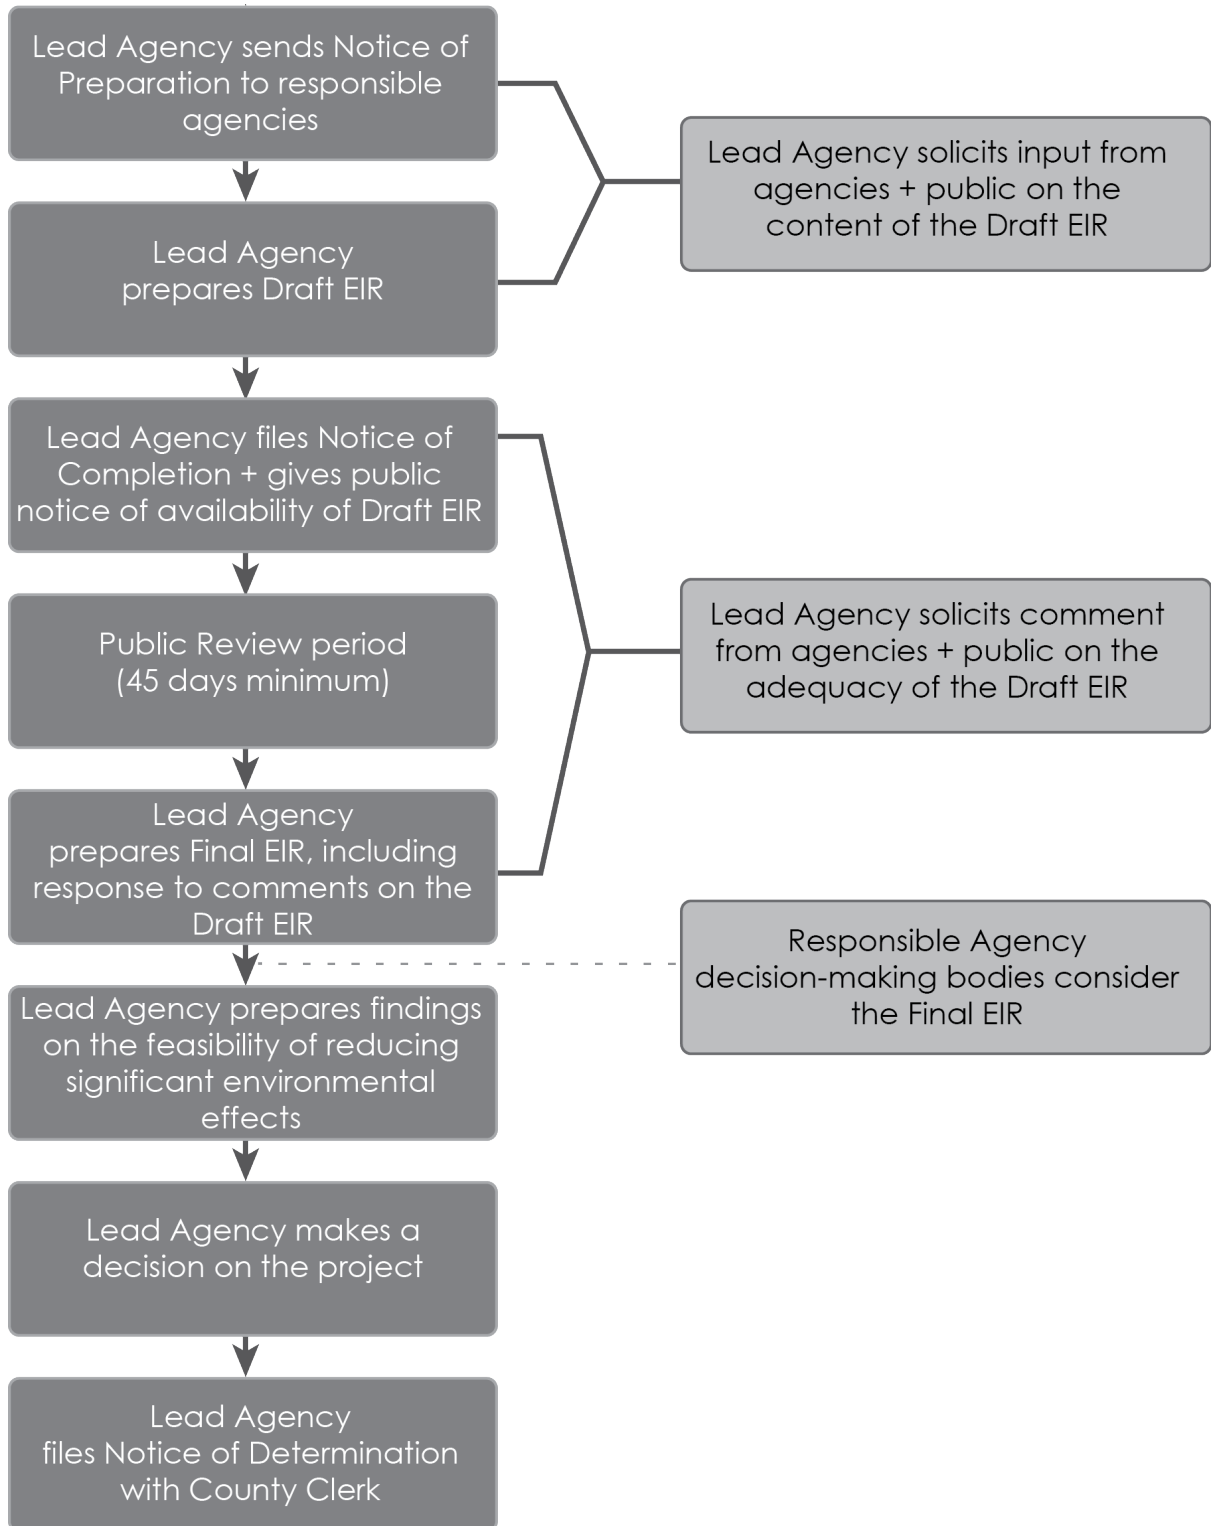 Lead Agency sends Notice of
Preparation to responsible
agencies
Lead Agency solicits input from
agencies + public on the
content of the Draft EIR
Lead Agency
prepares Draft EIR
Lead Agency files Notice of
Completion + gives public
notice of availability of Draft EIR
Public Review period
(45 days minimum)
Lead Agency solicits comment
from agencies + public on the
adequacy of the Draft EIR
Lead Agency
prepares Final EIR, including
response to comments on the
Draft EIR
Responsible Agency
decision-making bodies consider
the Final EIR
Lead Agency prepares findings
on the feasibility of reducing
significant environmental
effects
Lead Agency makes a
decision on the project
Lead Agency
files Notice of Determination
with County Clerk